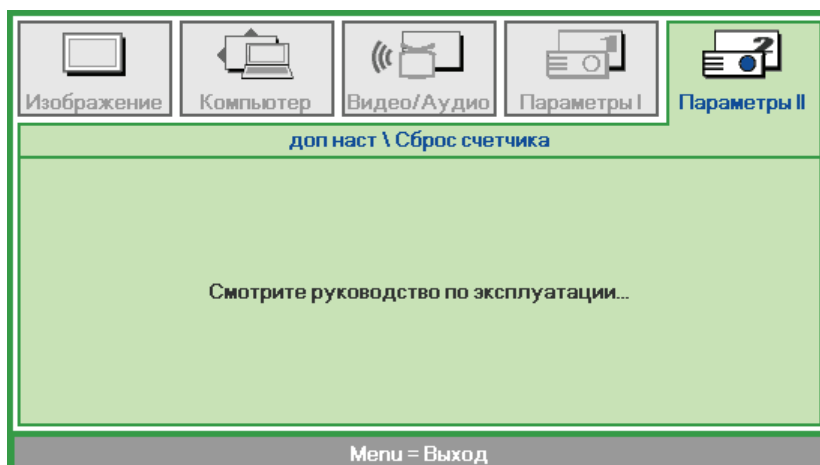 Изображение
Компьютер
Видео/Аудио
Параметры I
Параметры II
доп наст \ Сброс счетчика
Смотрите руководство по эксплуатации...
Menu = Выход